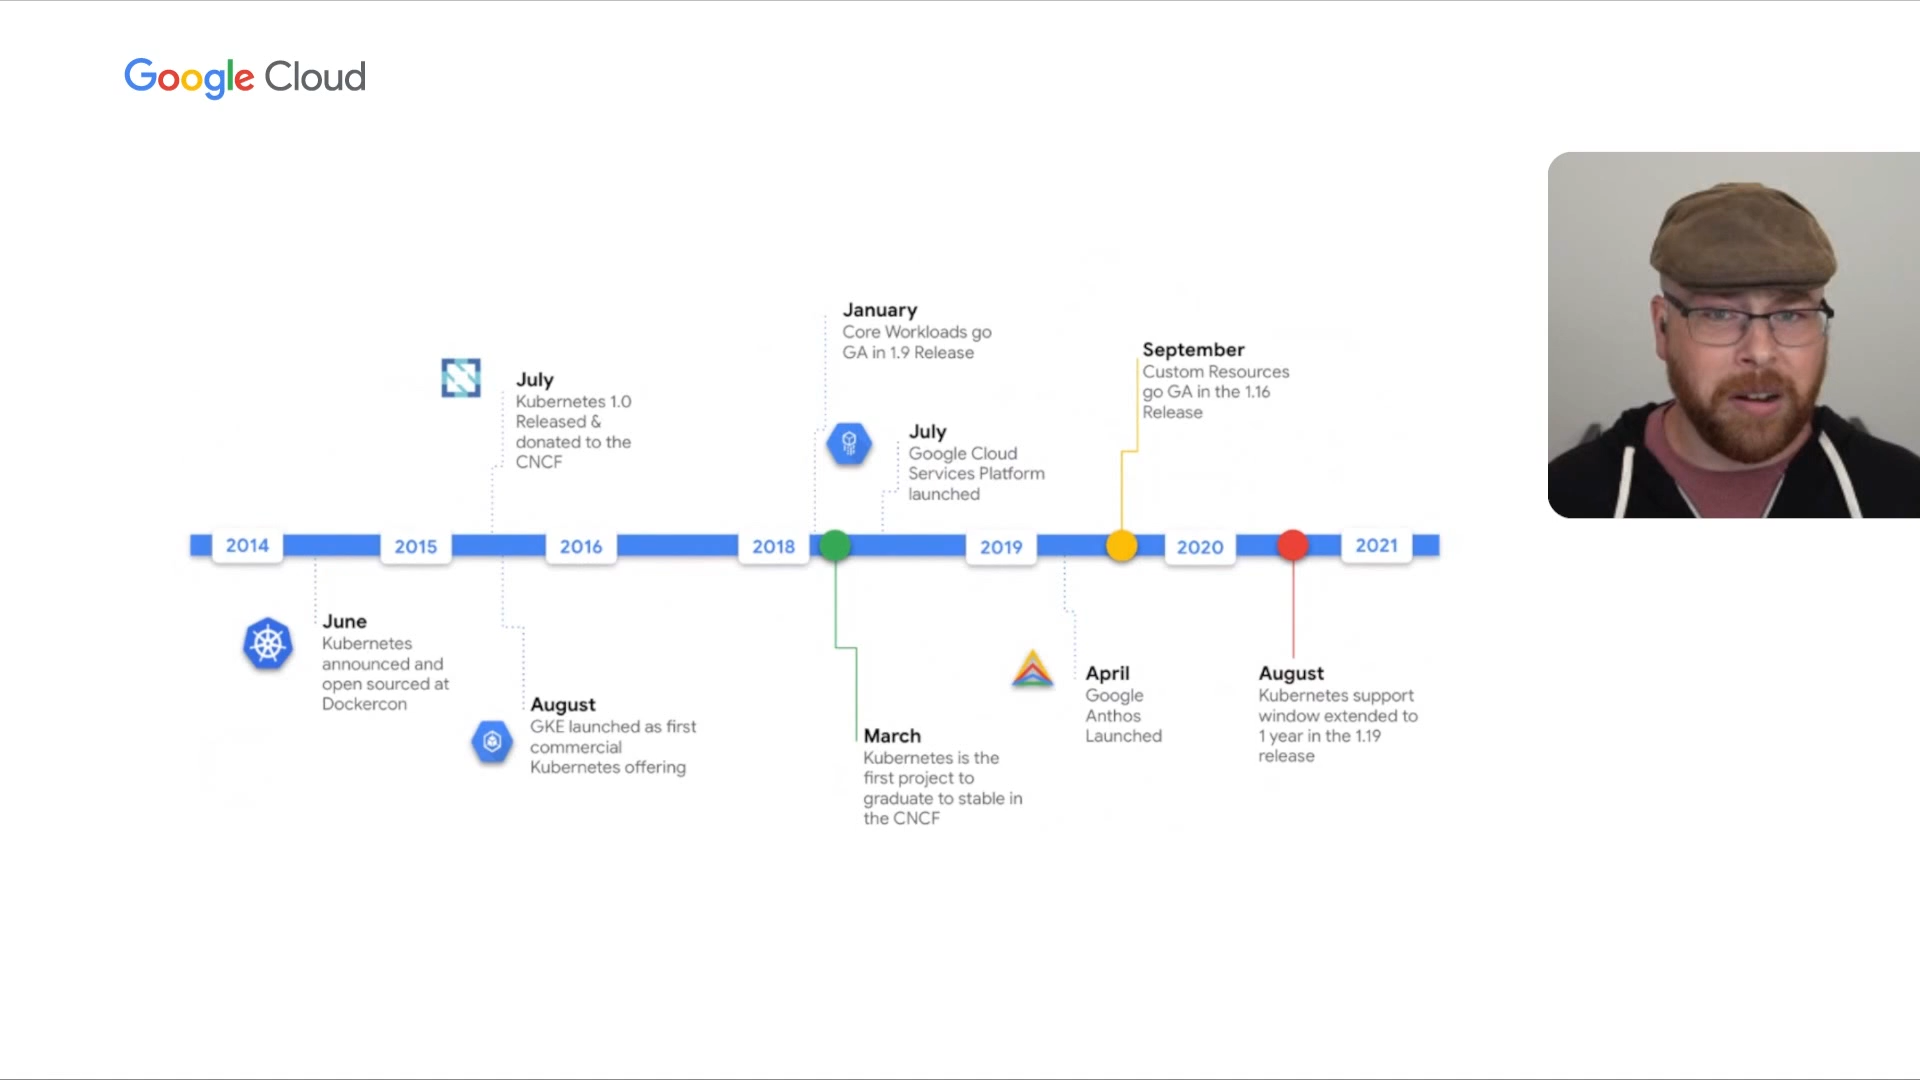 Google Cloud
January
Core Workloads go
GA in 1.9 Release
September
Custom Resources
go GA in the 1.16
Release
July
Kubernetes 1.0
Released &
donated to the
CNCF
July
Google Cloud
Services Platform
launched
2014
2015
2016
2018
2019
2020
2021
June
Kubernetes
announced and
open sourced at
Dockercon
August
GKE launched as first
commercial
Kubernetes offering
March
Kubernetes is the
first project to
graduate to stable in
the CNCF
April
Google
Anthos
Launched
August
Kubernetes support
window extended to
1 year in the 1.19
release